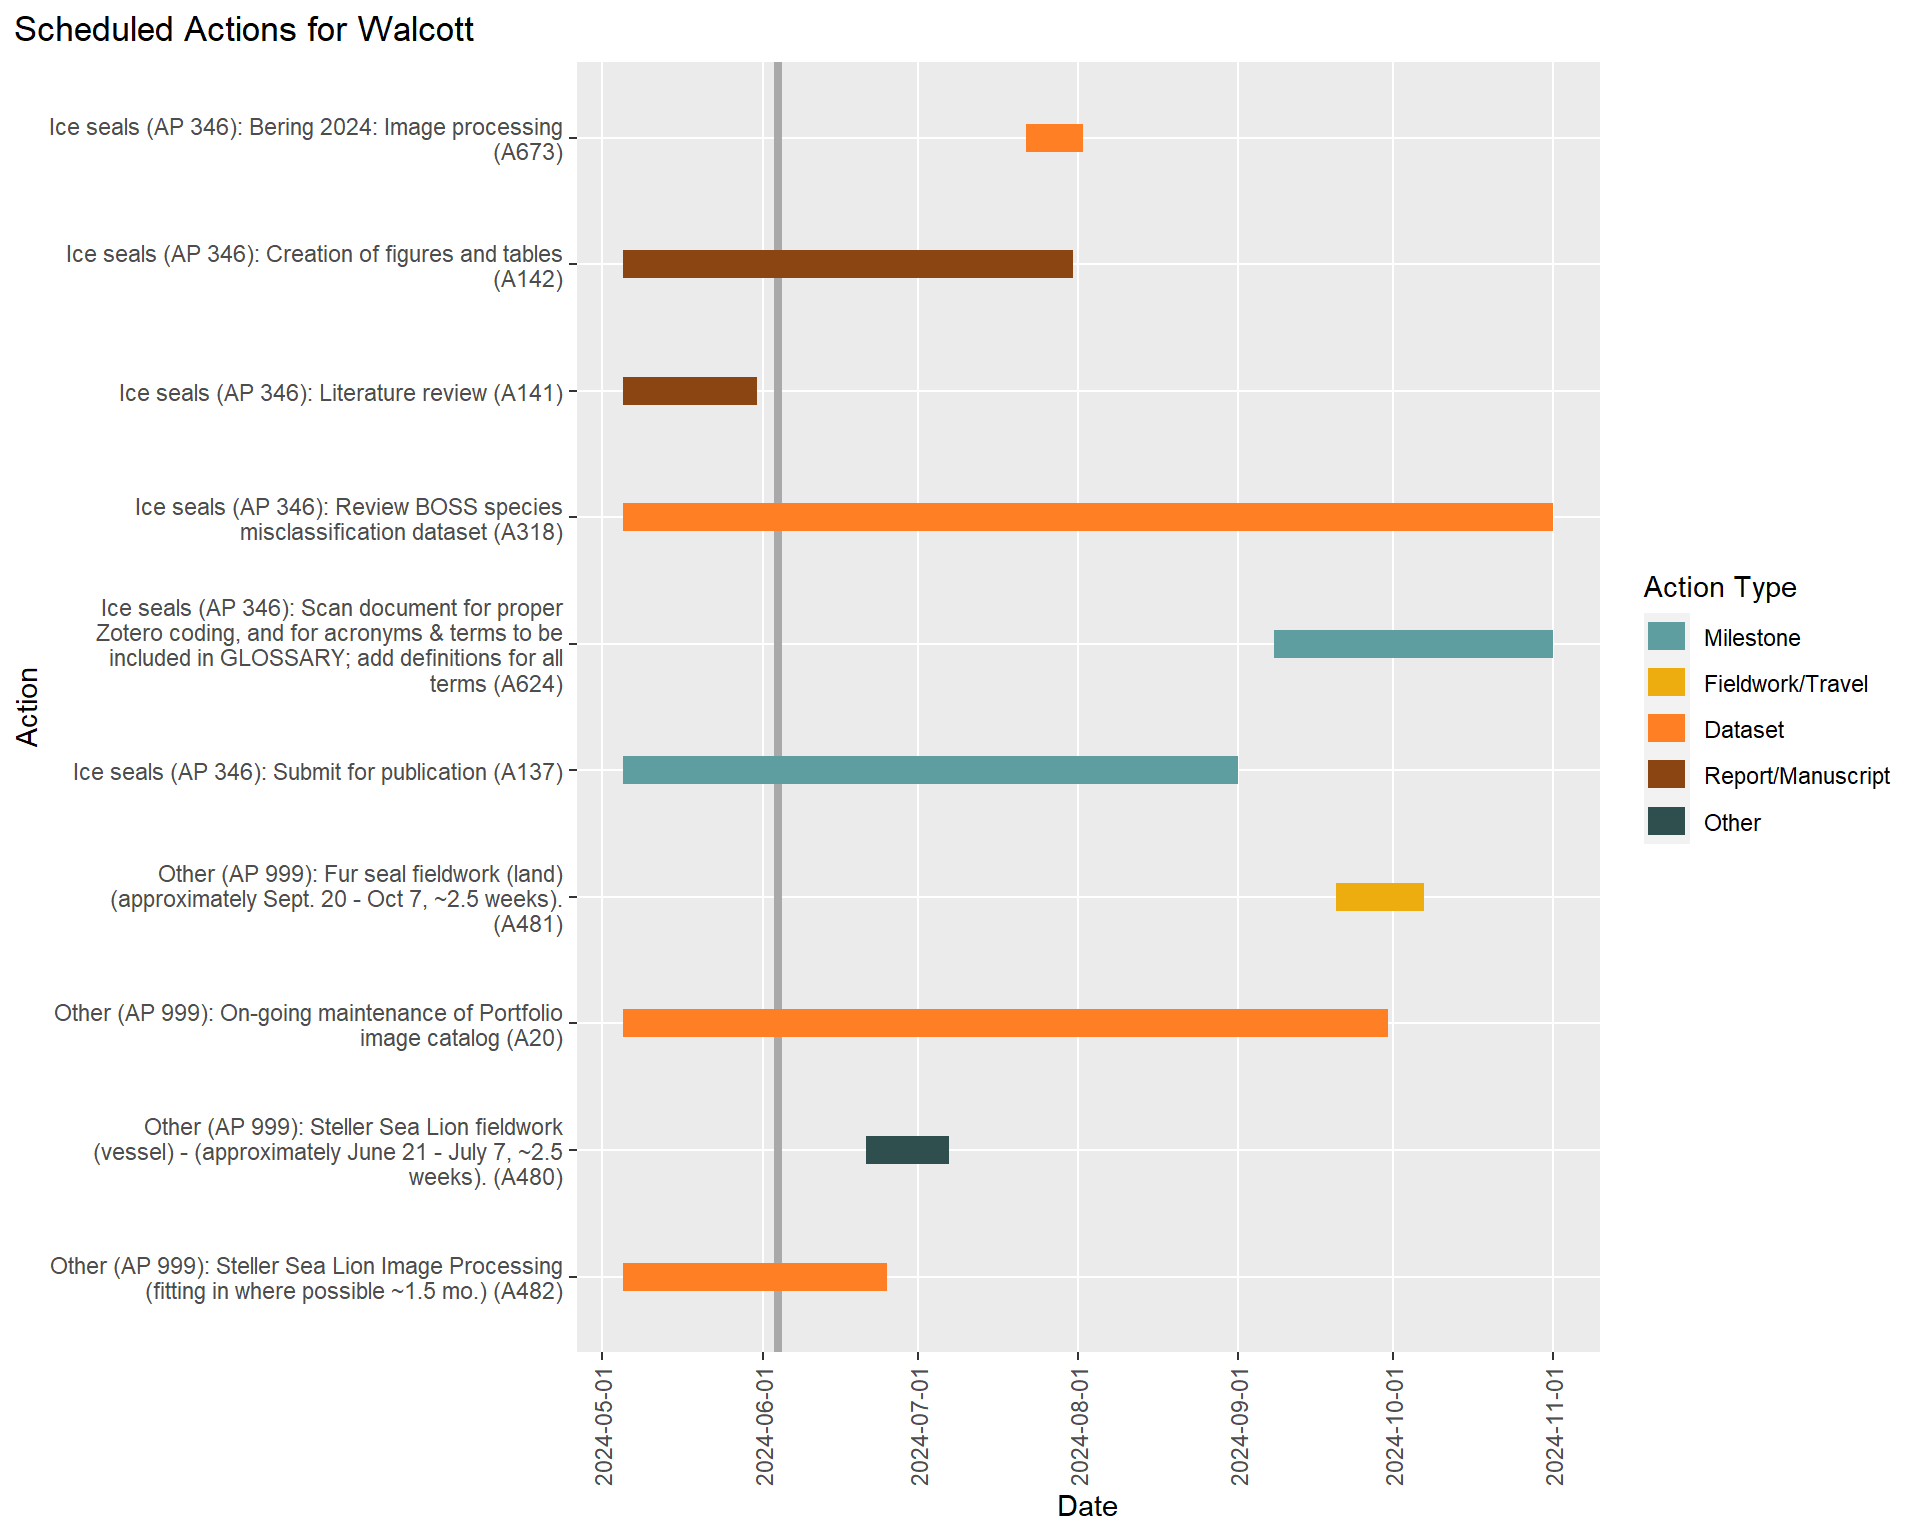 Scheduled Actions for Walcott
Ice seals (AP 346): Bering 2024: Image processing
(A673)
Ice seals (AP 346): Creation of figures and tables
(A142)
Ice seals (AP 346): Literature review (A141)
Ice seals (AP 346): Review BOSS species
misclassification dataset (A318)
Ice seals (AP 346): Scan document for proper
Zotero coding, and for acronyms & terms to be
included in GLOSSARY; add definitions for all
terms (A624)
Ice seals (AP 346): Submit for publication (A137)
Other (AP 999): Fur seal fieldwork (land)
(approximately Sept. 20 - Oct 7, ~2.5 weeks).
(A481)
Other (AP 999): On-going maintenance of Portfolio
image catalog (A20)
Other (AP 999): Steller Sea Lion fieldwork
(vessel) - (approximately June 21 - July 7, ~2.5
weeks). (A480)
Other (AP 999): Steller Sea Lion Image Processing
(fitting in where possible ~1.5 mo.) (A482)
Action
2024-05-01
2024-06-01
2024-07-01
2024-08-01
2024-09-01
2024-10-01
2024-11-01
Date
Action Type
Milestone
Fieldwork/Travel
Dataset
Report/Manuscript
Other